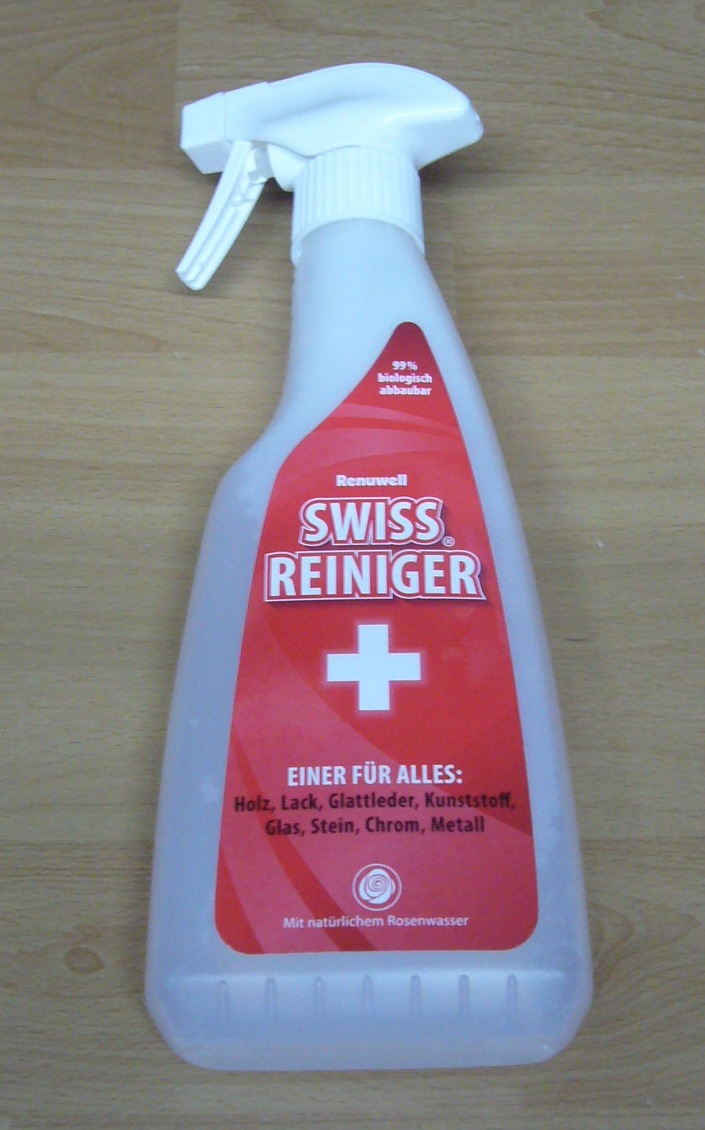 99%
biologisch
abbaubar
Renuwell
SWISS®
REINIGER
EINER FÜR ALLES:
Holz, Lack, Glattleder, Kunststoff,
Glas, Stein, Chrom, Metall
Mit natürlichem Rosenwasser